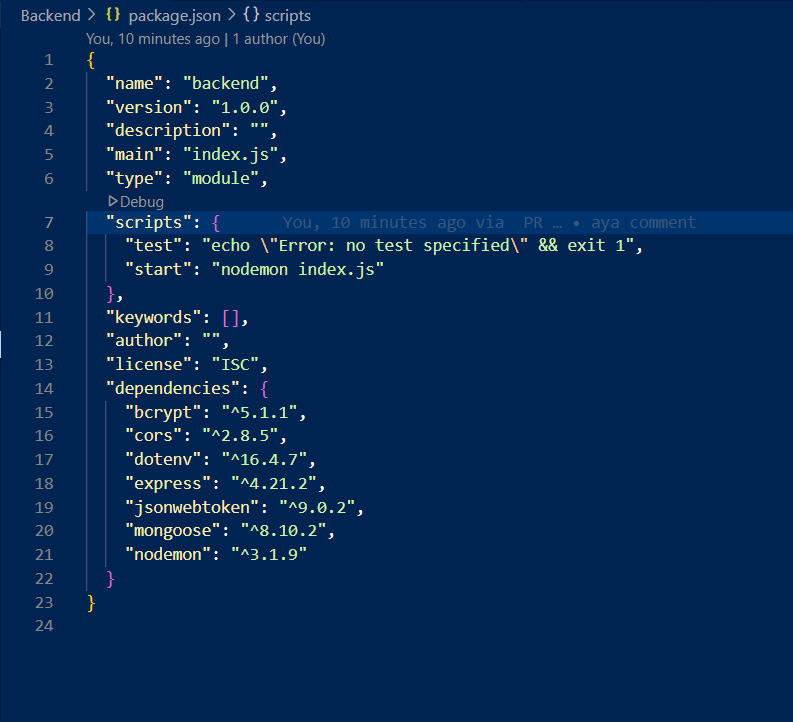 Backend > {} package.json > {} scripts
You, 10 minutes ago | 1 author (You)
1 {
2 "name": "backend",
3 "version": "1.0.0",
4 "description": "",
5 "main": "index.js",
6 "type": "module",
Debug
7 "scripts": { You, 10 minutes ago via PR … • aya comment
8 "test": "echo \"Error: no test specified\" && exit 1",
9 "start": "nodemon index.js"
10 },
11 "keywords": [],
12 "author": "",
13 "license": "ISC",
14 "dependencies": {
15 "bcrypt": "^5.1.1",
16 "cors": "^2.8.5",
17 "dotenv": "^16.4.7",
18 "express": "^4.21.2",
19 "jsonwebtoken": "^9.0.2",
20 "mongoose": "^8.10.2",
21 "nodemon": "^3.1.9"
22 }
23 }
24